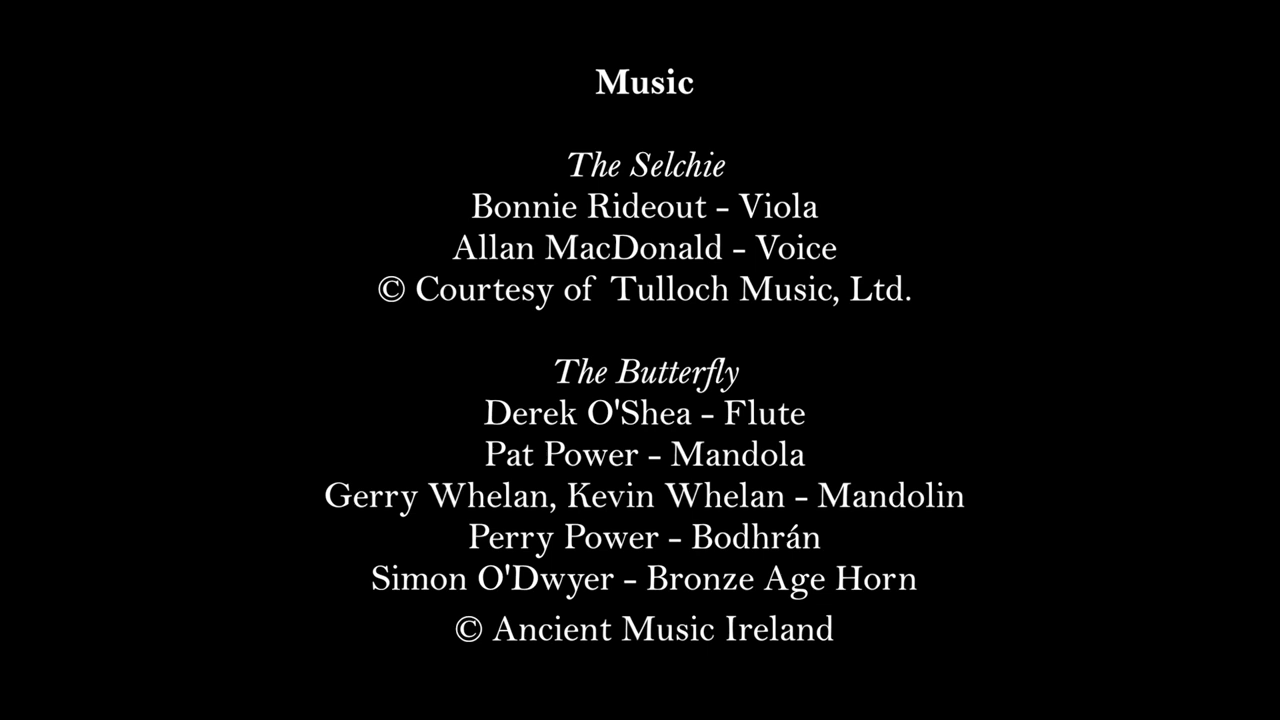 Music
The Selchie
Bonnie Rideout - Viola
Allan MacDonald - Voice
© Courtesy of Tulloch Music, Ltd.
The Butterfly
Derek O'Shea - Flute
Pat Power - Mandola
Gerry Whelan, Kevin Whelan - Mandolin
Perry Power - Bodhrán
Simon O'Dwyer - Bronze Age Horn
© Ancient Music Ireland